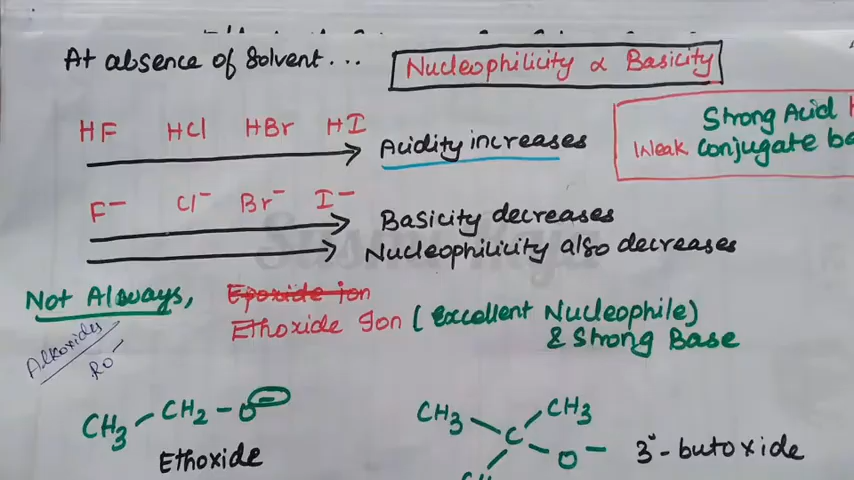 At absence of Solvent... Nucleophilicity ∝ Basicity
HF HCl HBr HI Acidity increases
Strong Acid
Weak Conjugate
F⁻ Cl⁻ Br⁻ I⁻ Basicity decreases
Nucleophilicity also decreases
Not Always, Epoxide ion
Ethoxide Ion (Excellent Nucleophile)
& Strong Base
Alkoxides
RO⁻
CH₃ CH₂ - O⁻
Ethoxide
CH₃ CH₃
C
O - 3°-butoxide